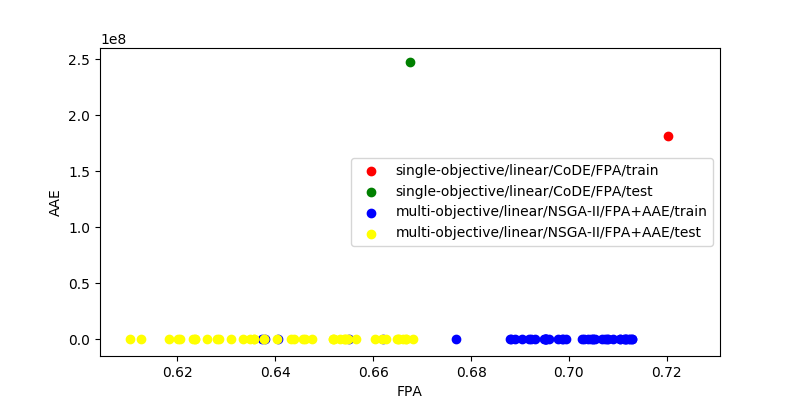 1e8
2.5
2.0
1.5
1.0
0.5
0.0
AAE
single-objective/linear/CoDE/FPA/train
single-objective/linear/CoDE/FPA/test
multi-objective/linear/NSGA-II/FPA+AAE/train
multi-objective/linear/NSGA-II/FPA+AAE/test
0.62 0.64 0.66 0.68 0.70 0.72
FPA